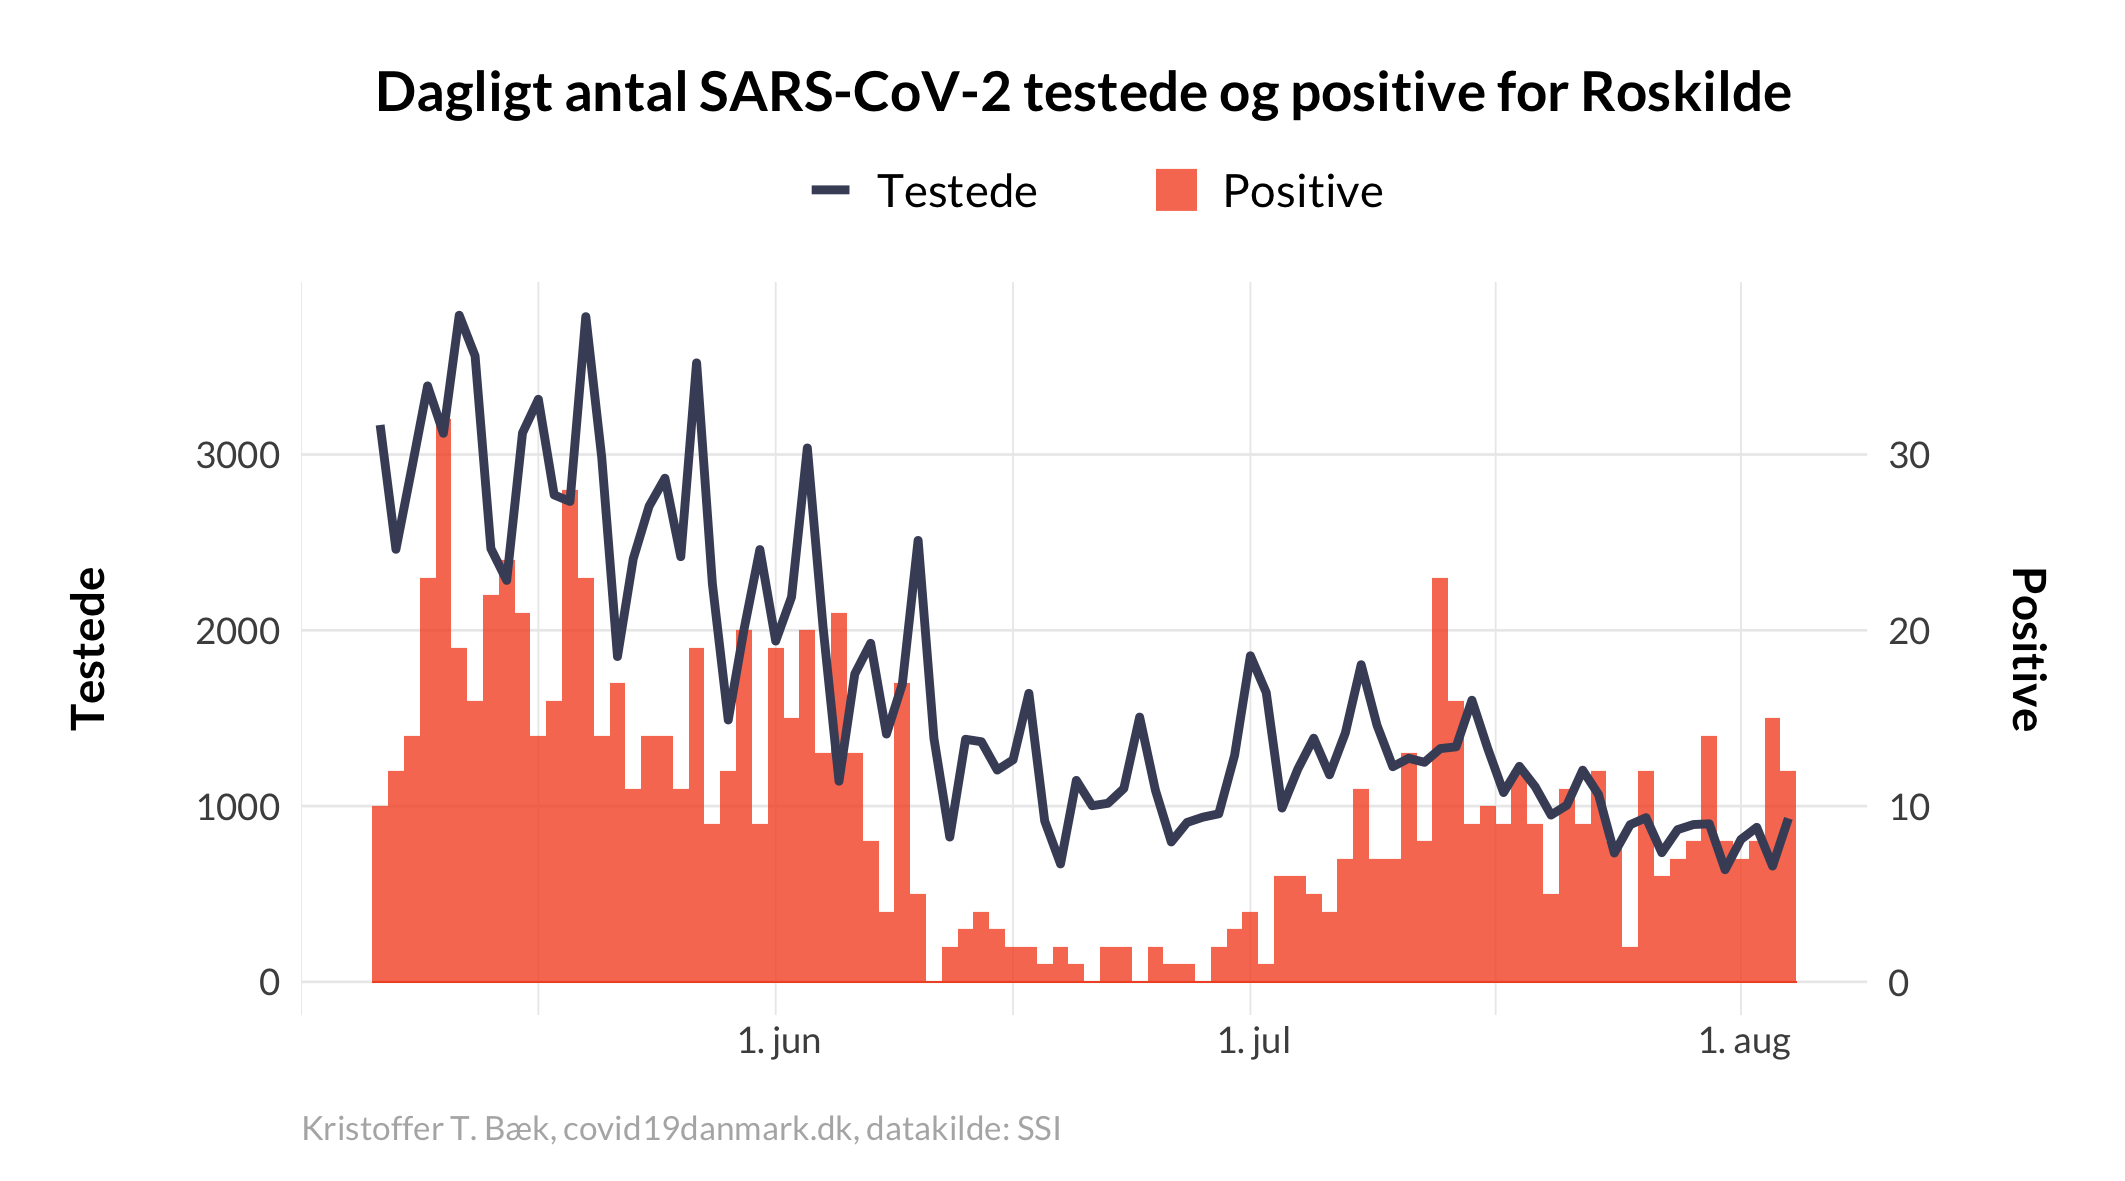 Dagligt antal SARS-CoV-2 testede og positive for Roskilde
Testede
Positive
Testede
3000
2000
1000
0
30
20
10
0
Positive
1. jun
1. jul
1. aug
Kristoffer T. Bæk, covid19danmark.dk, datakilde: SSI